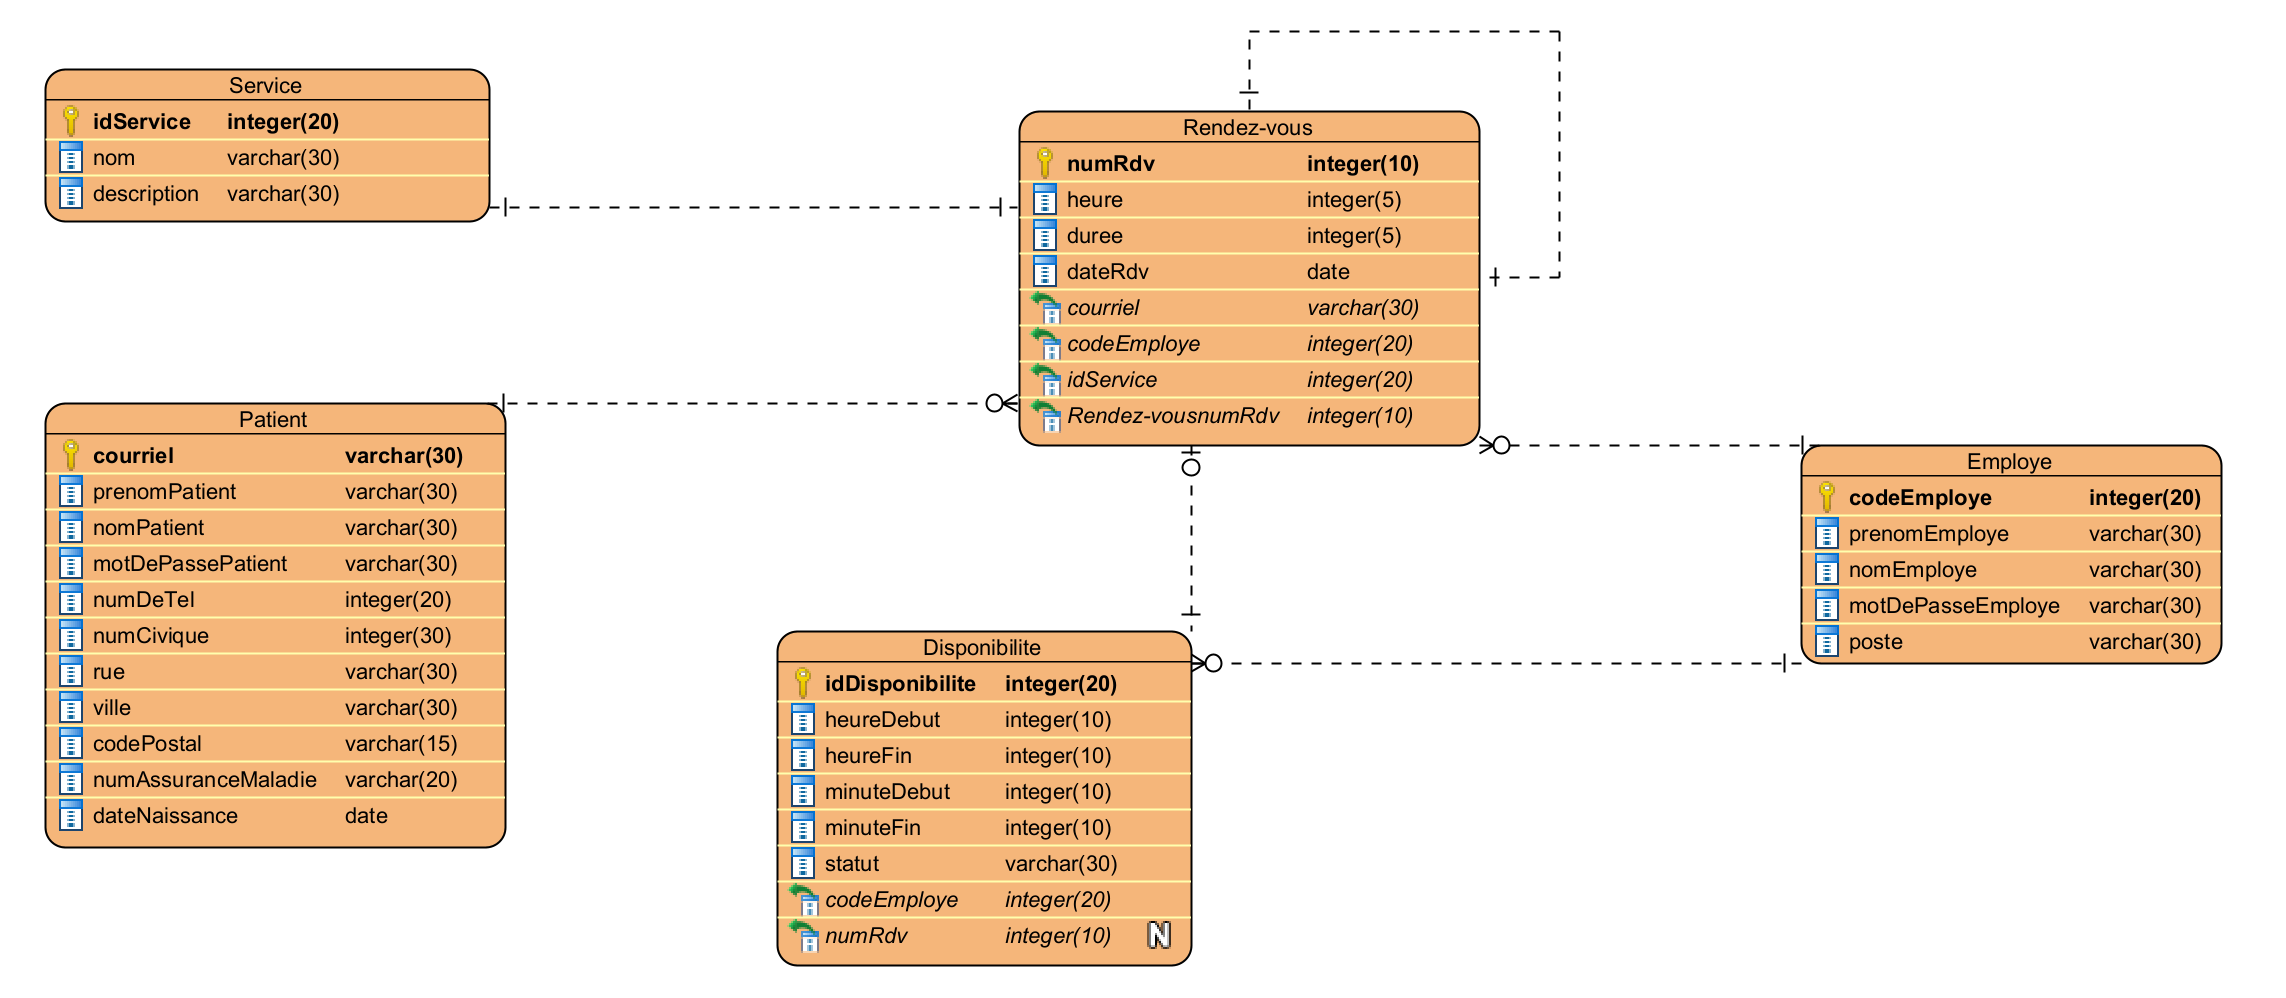 Service
idService integer(20)
nom varchar(30)
description varchar(30)
Rendez-vous
numRdv integer(10)
heure integer(5)
duree integer(5)
dateRdv date
courriel varchar(30)
codeEmploye integer(20)
idService integer(20)
Rendez-vousnumRdv integer(10)
Patient
courriel varchar(30)
prenomPatient varchar(30)
nomPatient varchar(30)
motDePassePatient varchar(30)
numDeTel integer(20)
numCivique integer(30)
rue varchar(30)
ville varchar(30)
codePostal varchar(15)
numAssuranceMaladie varchar(20)
dateNaissance date
Employe
codeEmploye integer(20)
prenomEmploye varchar(30)
nomEmploye varchar(30)
motDePasseEmploye varchar(30)
poste varchar(30)
Disponibilite
idDisponibilite integer(20)
heureDebut integer(10)
heureFin integer(10)
minuteDebut integer(10)
minuteFin integer(10)
statut varchar(30)
codeEmploye integer(20)
numRdv integer(10) N